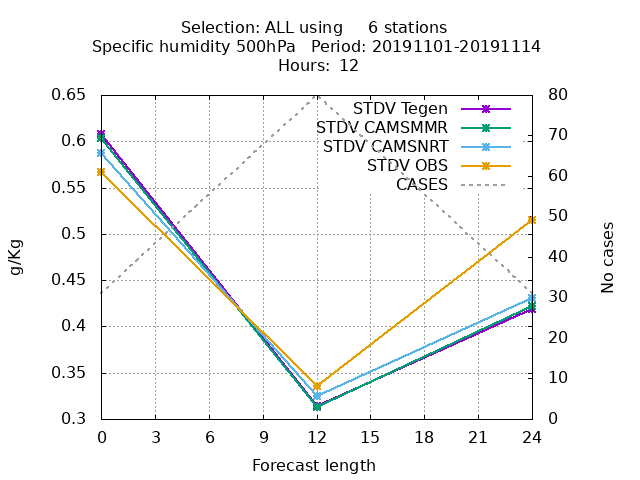 Selection: ALL using     6 stations
Specific humidity 500hPa   Period: 20191101-20191114
Hours:  12
0.65
0.6
0.55
0.5
0.45
0.4
0.35
0.3
g/Kg
STDV Tegen
STDV CAMSMMR
STDV CAMSNRT
STDV OBS
CASES
80
70
60
50
40
30
20
10
0
No cases
0 3 6 9 12 15 18 21 24
Forecast length